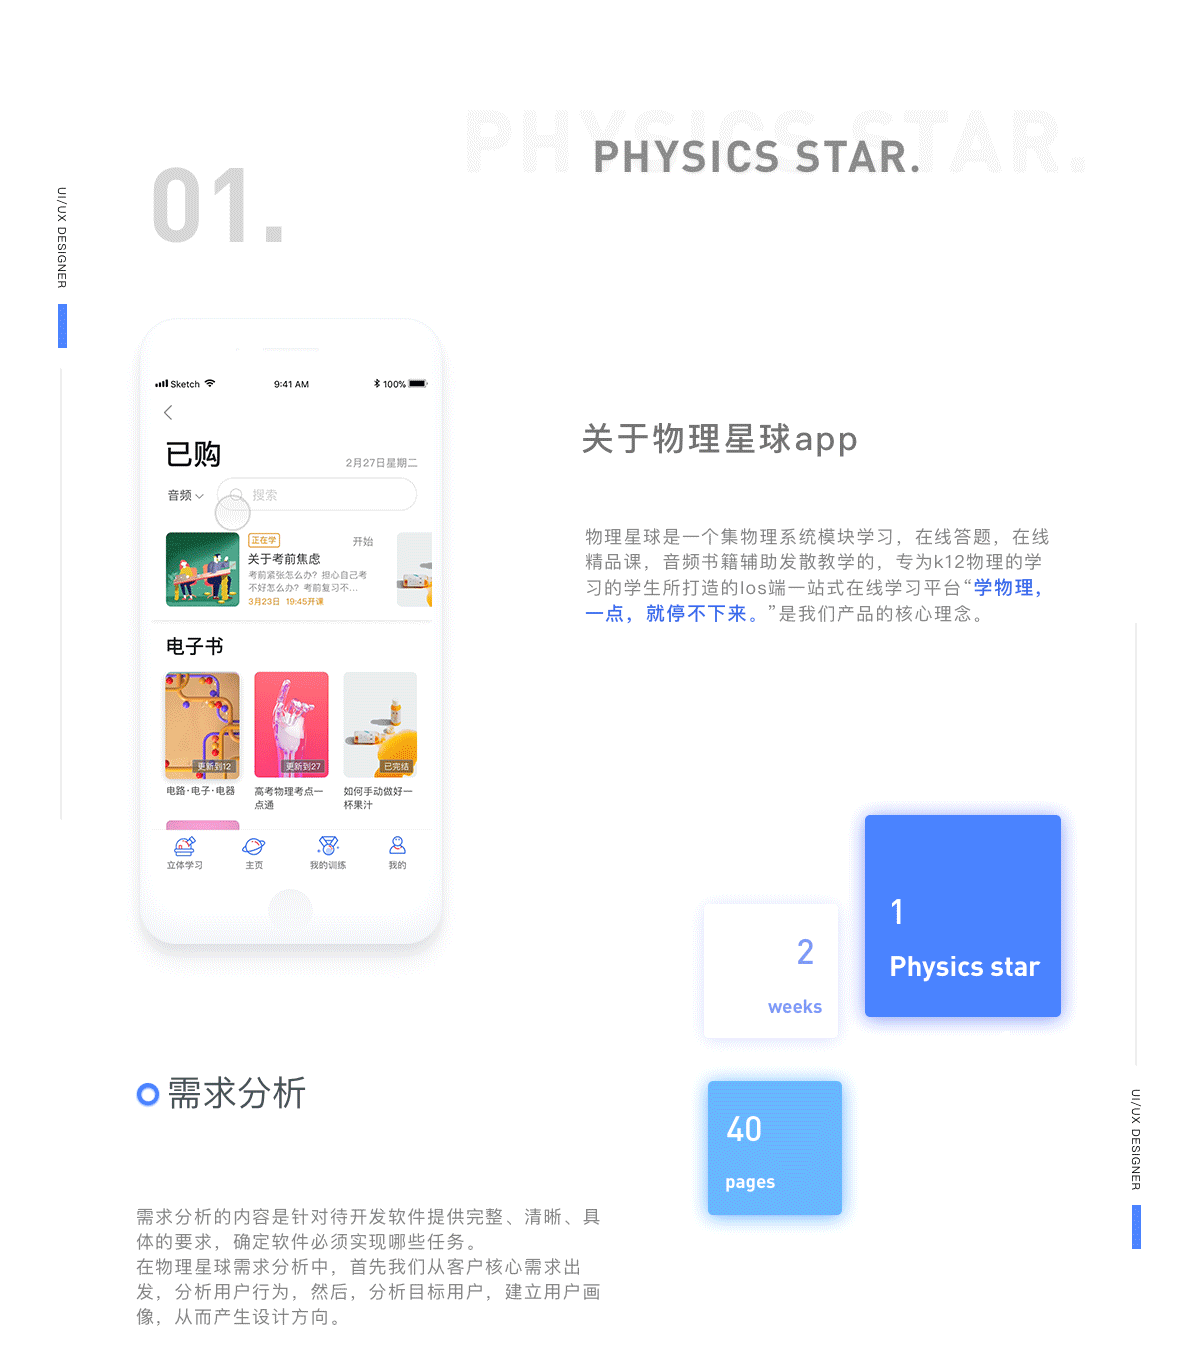 PHYSICS STAR.
PHYSICS STAR.
01.
UI/UX DESIGNER
Sketch
9:41 AM
100%
已购
2月27日星期二
音频
搜索
正在学
开始
关于考前焦虑
考前紧张怎么办？担心自己考
不好怎么办？考前复习不...
3月23日 19:45开课
电子书
更新到12
更新到27
已完结
电路·电子·电器
高考物理考点一
点通
如何手动做好一
杯果汁
立体学习
主页
我的训练
我的
关于物理星球app
物理星球是一个集物理系统模块学习，在线答题，在线
精品课，音频书籍辅助发散教学的，专为k12物理的学
习的学生所打造的Ios端一站式在线学习平台“学物理，
一点，就停不下来。”是我们产品的核心理念。
1
Physics star
2
weeks
40
pages
需求分析
需求分析的内容是针对待开发软件提供完整、清晰、具
体的要求，确定软件必须实现哪些任务。
在物理星球需求分析中，首先我们从客户核心需求出
发，分析用户行为，然后，分析目标用户，建立用户画
像，从而产生设计方向。
UI/UX DESIGNER